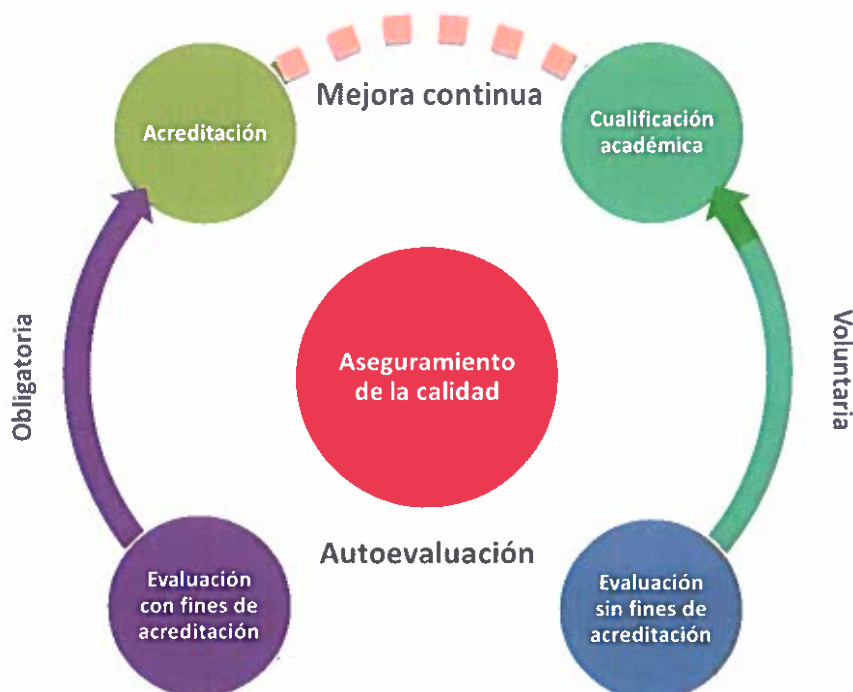 Mejora continua
Acreditación
Cualificación
académica
Obligatoria
Aseguramiento
de la calidad
Voluntaria
Autoevaluación
Evaluación
con fines de
acreditación
Evaluación
sin fines de
acreditación